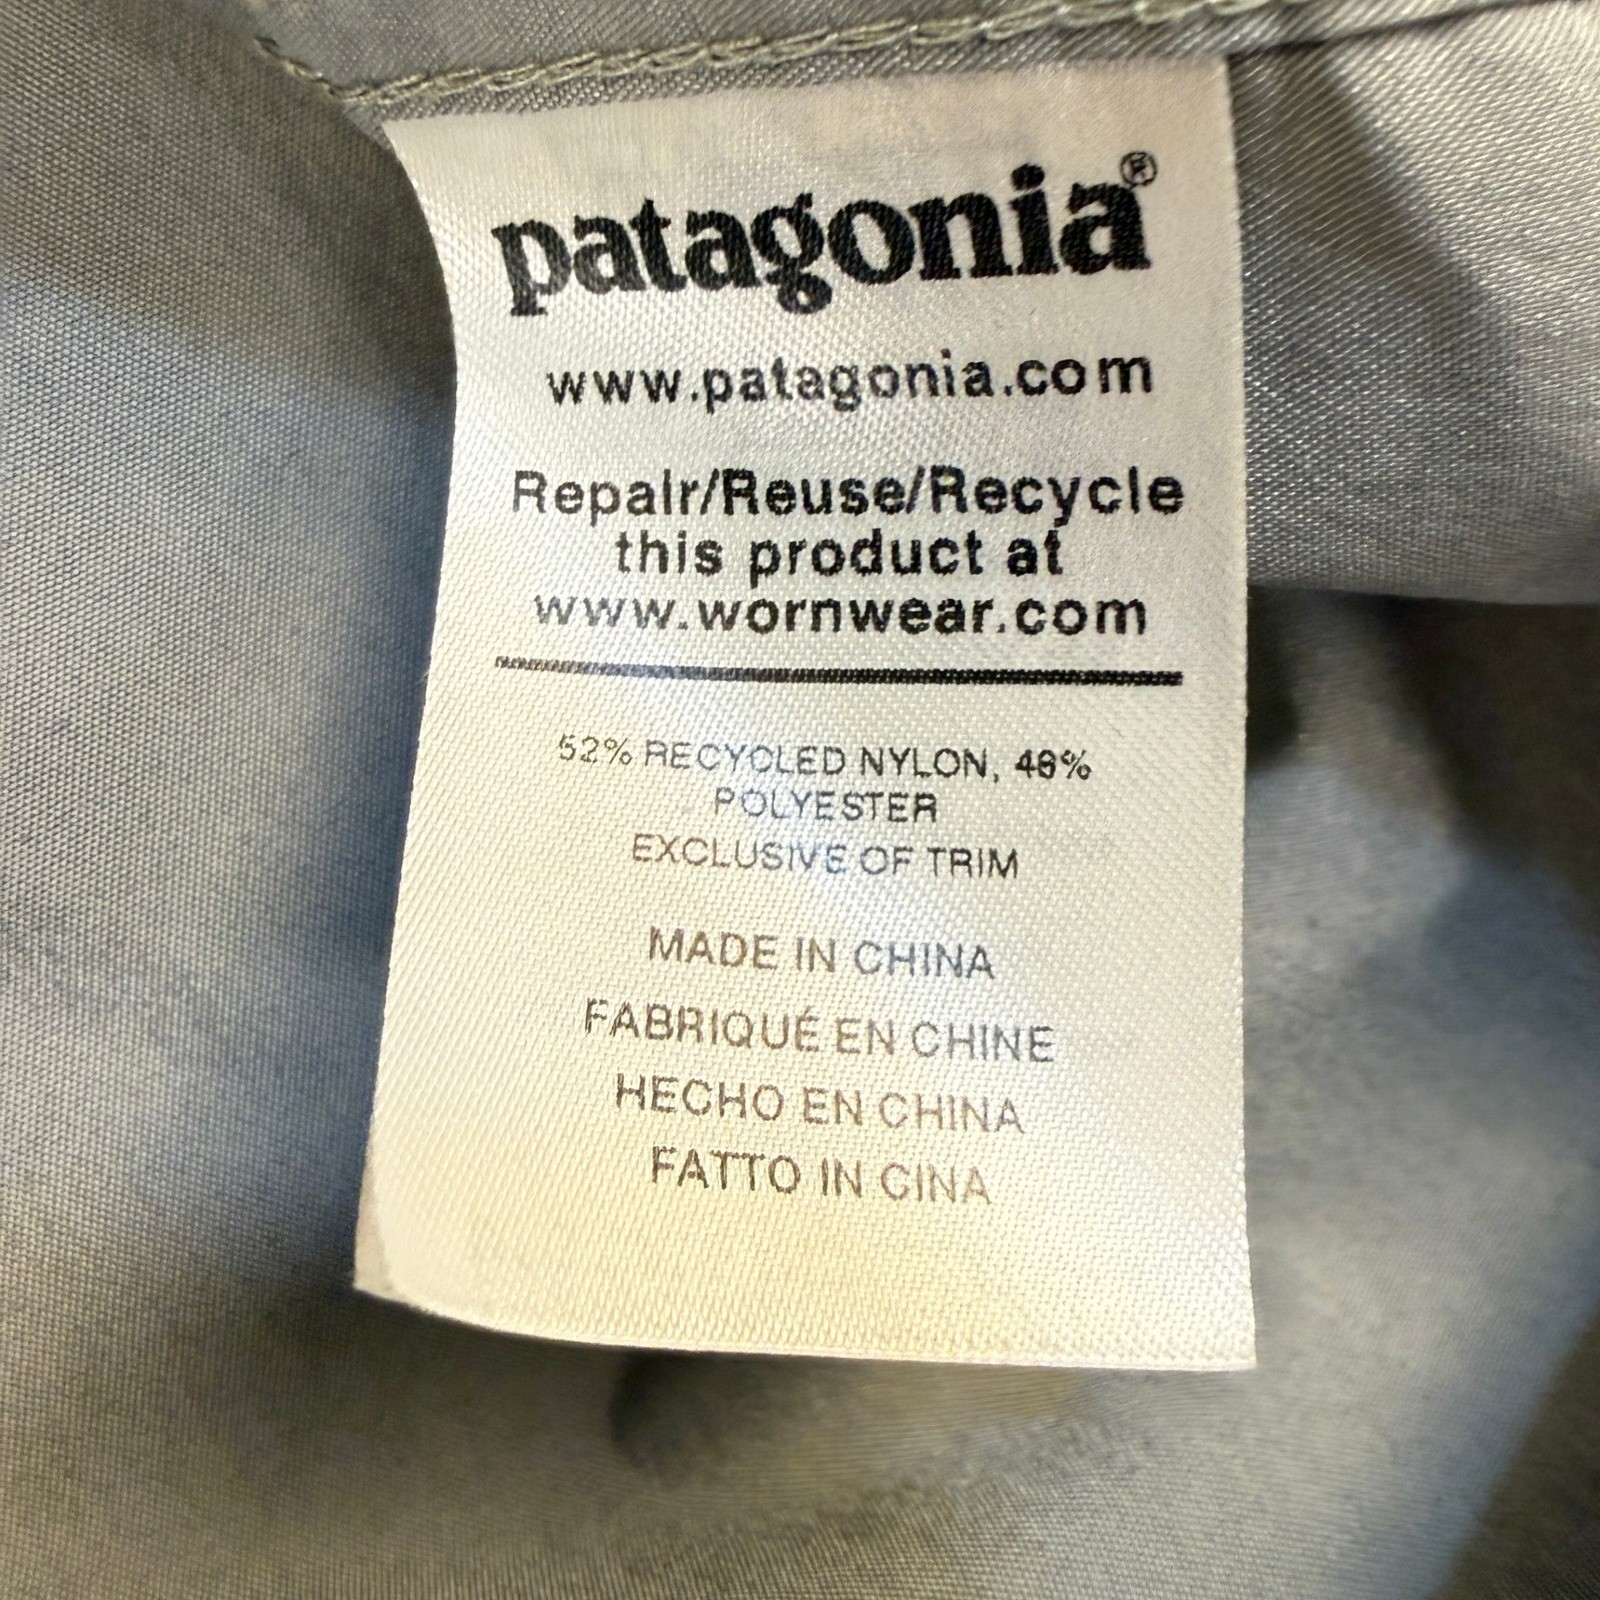 patagonia®
www.patagonia.com
Repair/Reuse/Recycle
this product at
www.wornwear.com
52% RECYCLED NYLON, 48%
POLYESTER
EXCLUSIVE OF TRIM
MADE IN CHINA
FABRIQUÉ EN CHINE
HECHO EN CHINA
FATTO IN CINA